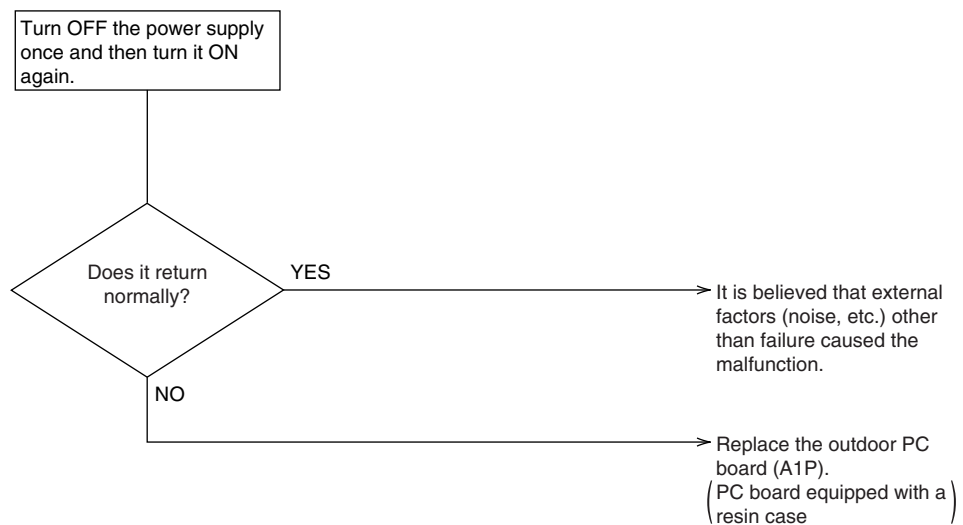 Turn OFF the power supply
once and then turn it ON
again.
Does it return
normally?
YES
It is believed that external
factors (noise, etc.) other
than failure caused the
malfunction.
NO
Replace the outdoor PC
board (A1P).
(PC board equipped with a
resin case)